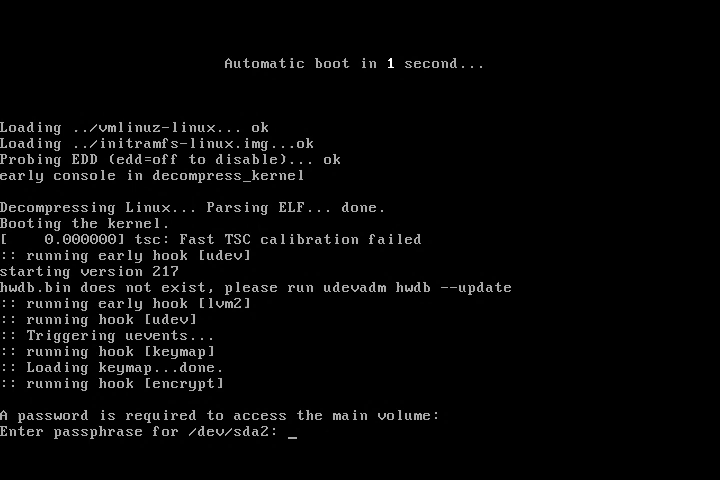 Automatic boot in 1 second...
Loading ../vmlinuz-linux... ok
Loading ../initramfs-linux.img...ok
Probing EDD (edd=off to disable)... ok
early console in decompress_kernel
Decompressing Linux... Parsing ELF... done.
Booting the kernel.
[    0.000000] tsc: Fast TSC calibration failed
:: running early hook [udev]
starting version 217
hwdb.bin does not exist, please run udevadm hwdb --update
:: running early hook [lvm2]
:: running hook [udev]
:: Triggering uevents...
:: running hook [keymap]
:: Loading keymap...done.
:: running hook [encrypt]
A password is required to access the main volume:
Enter passphrase for /dev/sda2: _